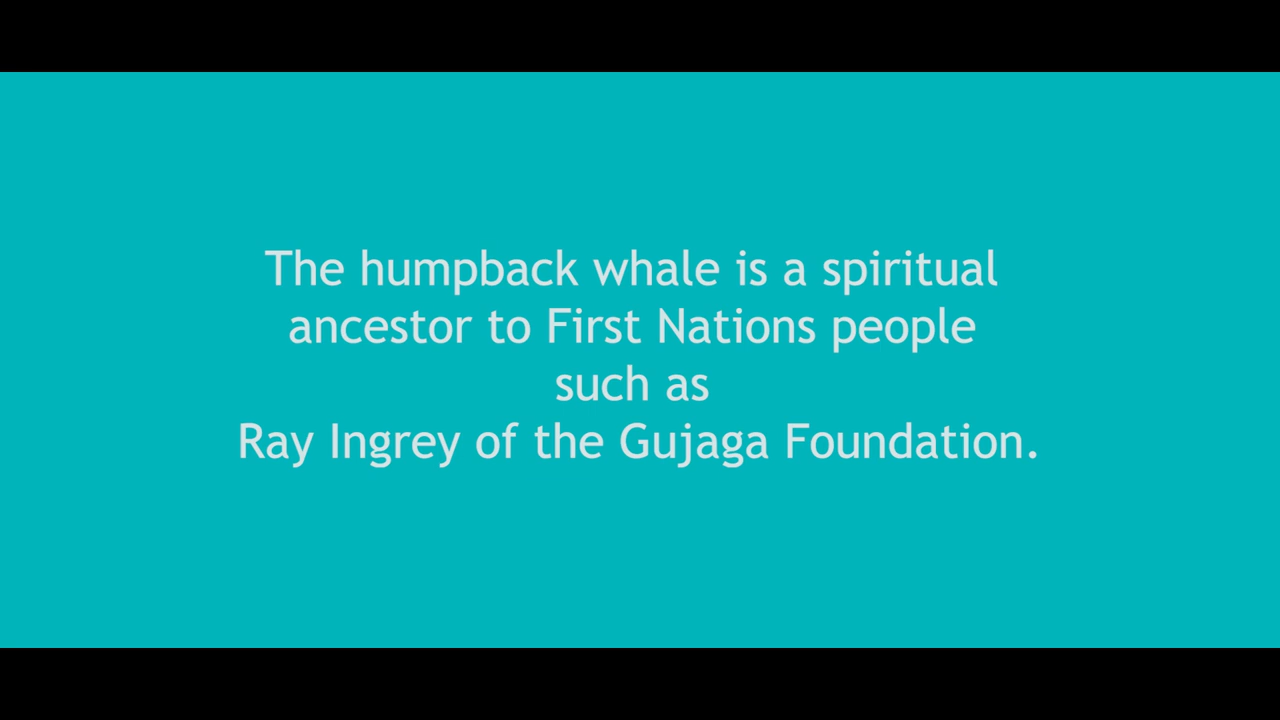 The humpback whale is a spiritual
ancestor to First Nations people
such as
Ray Ingrey of the Gujaga Foundation.